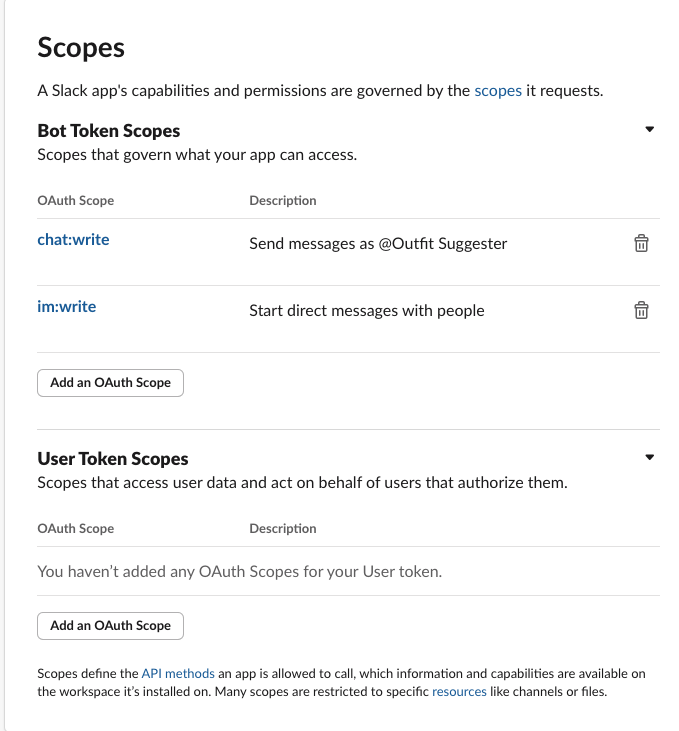 Scopes
A Slack app's capabilities and permissions are governed by the scopes it requests.
Bot Token Scopes
Scopes that govern what your app can access.
OAuth Scope Description
chat:write Send messages as @Outfit Suggester
im:write Start direct messages with people
Add an OAuth Scope
User Token Scopes
Scopes that access user data and act on behalf of users that authorize them.
OAuth Scope Description
You haven’t added any OAuth Scopes for your User token.
Add an OAuth Scope
Scopes define the API methods an app is allowed to call, which information and capabilities are available on
the workspace it’s installed on. Many scopes are restricted to specific resources like channels or files.